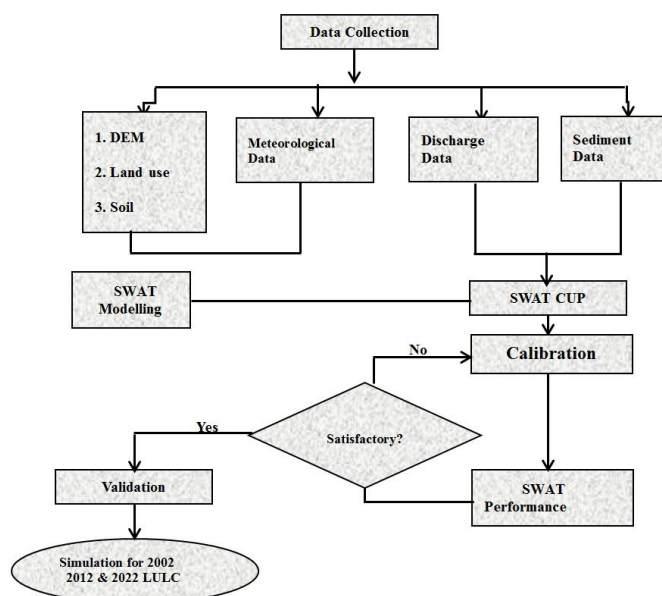 Data Collection
1. DEM
2. Land use
3. Soil
Meteorological
Data
Discharge
Data
Sediment
Data
SWAT
Modelling
SWAT CUP
Calibration
No
Satisfactory?
Yes
Validation
SWAT
Performance
Simulation for 2002
2012 & 2022 LULC